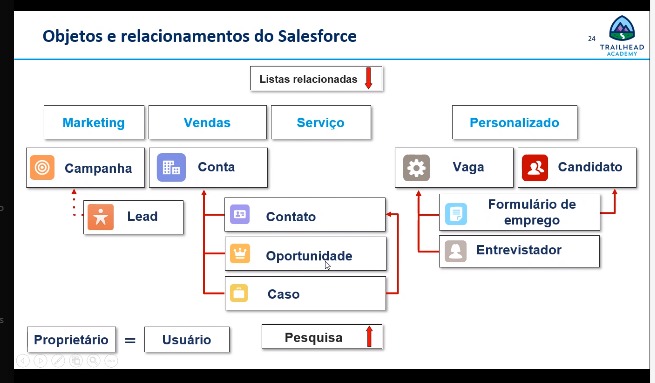 Objetos e relacionamentos do Salesforce
24
TRAILHEAD
ACADEMY
Listas relacionadas
Marketing
Vendas
Serviço
Personalizado
Campanha
Conta
Vaga
Candidato
Lead
Contato
Formulário de
emprego
Oportunidade
Entrevistador
Caso
Proprietário
=
Usuário
Pesquisa